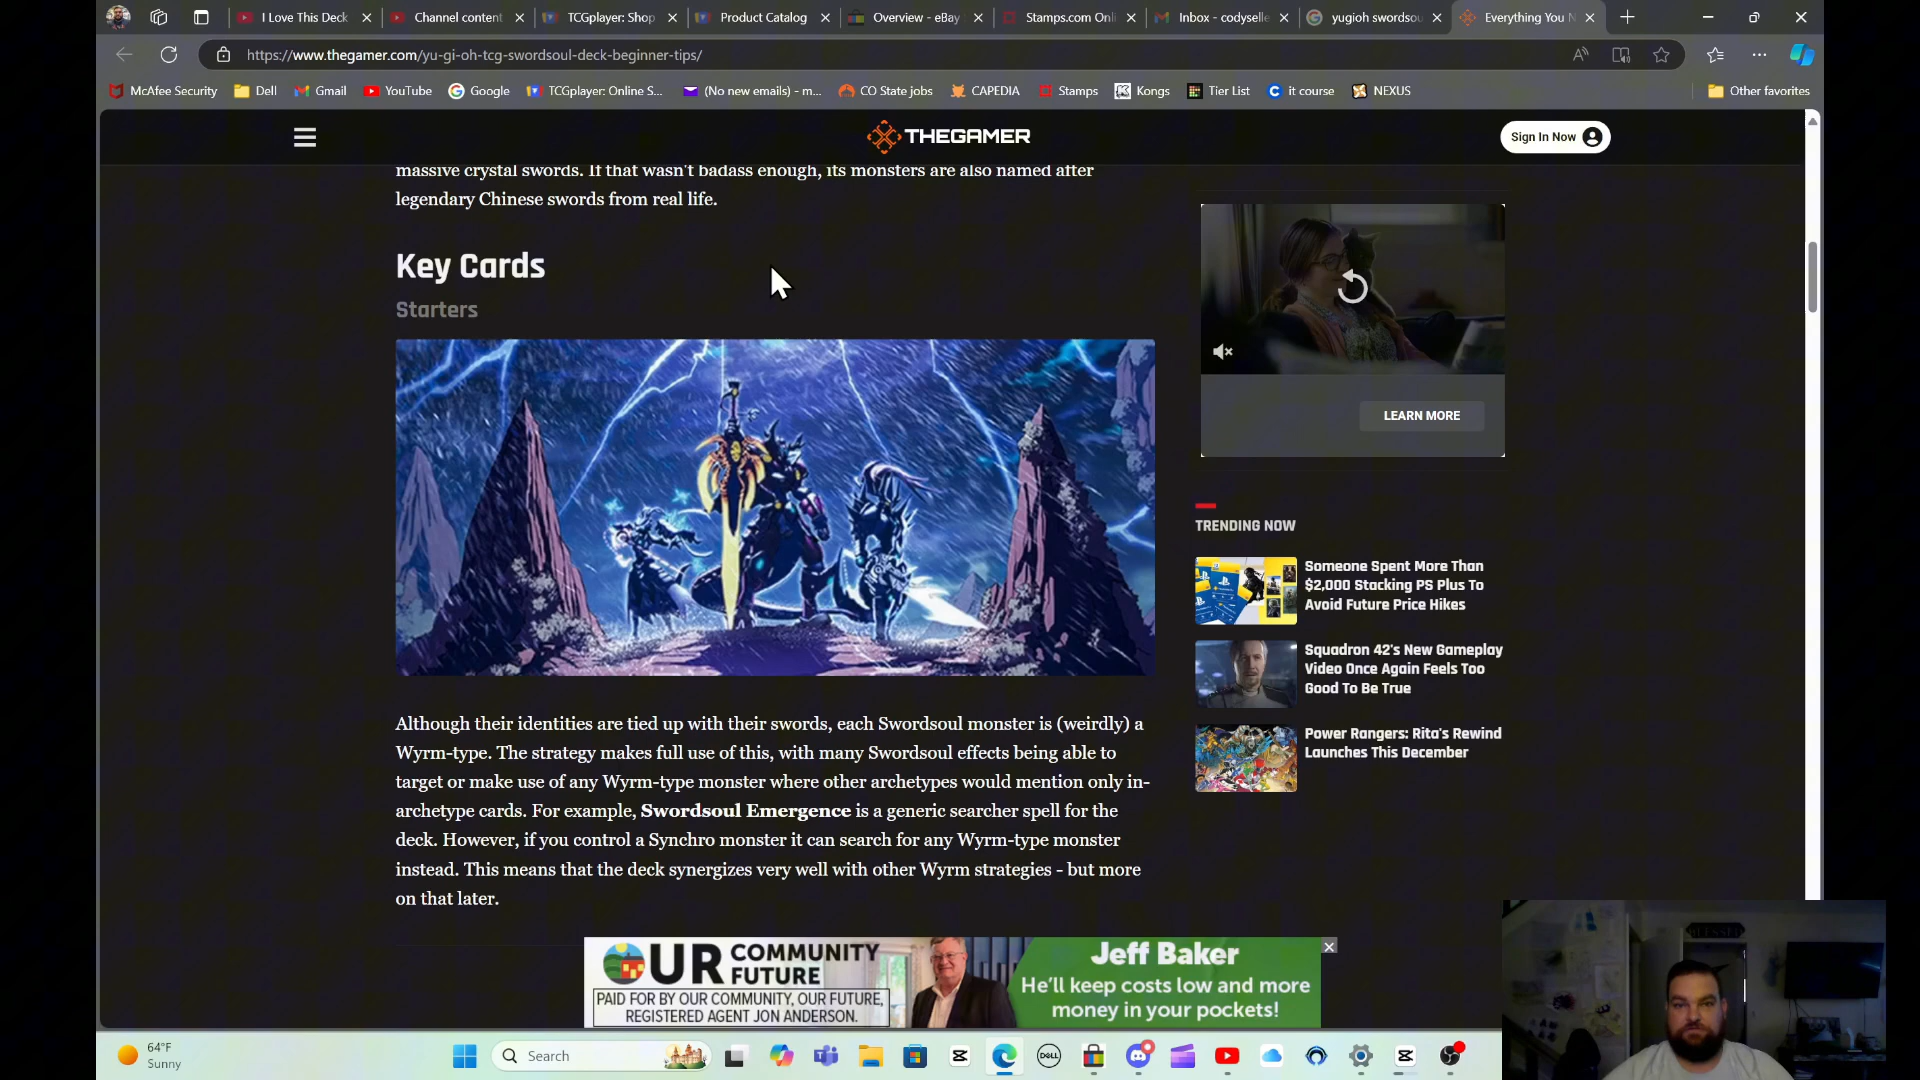 I Love This Deck
Channel content
TCGplayer: Shop
Product Catalog
Overview - eBay
Stamps.com Onli
Inbox - codyselle
yugioh swordsou
Everything You N
https://www.thegamer.com/yu-gi-oh-tcg-swordsoul-deck-beginner-tips/
McAfee Security
Dell
Gmail
YouTube
Google
TCGplayer: Online S...
(No new emails) - m...
CO State jobs
CAPEDIA
Stamps
Kongs
Tier List
it course
NEXUS
Other favorites
THEGAMER
Sign In Now
massive crystal swords. If that wasn't badass enough, its monsters are also named after
legendary Chinese swords from real life.
Key Cards
Starters
LEARN MORE
TRENDING NOW
Someone Spent More Than
$2,000 Stacking PS Plus To
Avoid Future Price Hikes
Squadron 42's New Gameplay
Video Once Again Feels Too
Good To Be True
Power Rangers: Rita's Rewind
Launches This December
Although their identities are tied up with their swords, each Swordsoul monster is (weirdly) a
Wyrm-type. The strategy makes full use of this, with many Swordsoul effects being able to
target or make use of any Wyrm-type monster where other archetypes would mention only in-
archetype cards. For example, Swordsoul Emergence is a generic searcher spell for the
deck. However, if you control a Synchro monster it can search for any Wyrm-type monster
instead. This means that the deck synergizes very well with other Wyrm strategies - but more
on that later.
OUR COMMUNITY
FUTURE
PAID FOR BY OUR COMMUNITY, OUR FUTURE,
REGISTERED AGENT JON ANDERSON.
Jeff Baker
He'll keep costs low and more
money in your pockets!
BLESSED
64°F
Sunny
Search
DELL